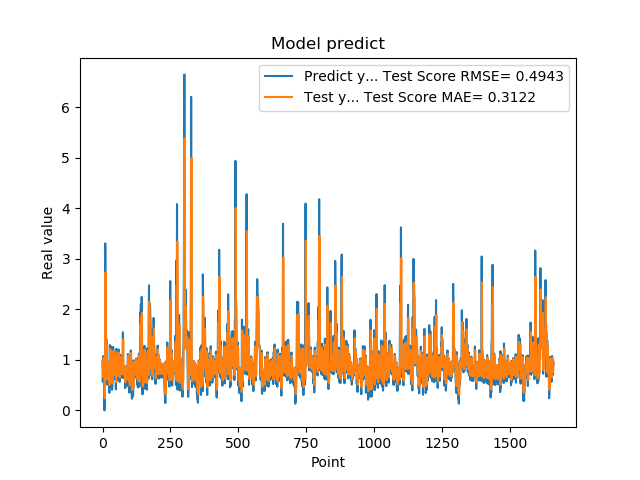 Model predict
Predict y... Test Score RMSE= 0.4943
Test y... Test Score MAE= 0.3122
Real value
6
5
4
3
2
1
0
0 250 500 750 1000 1250 1500
Point